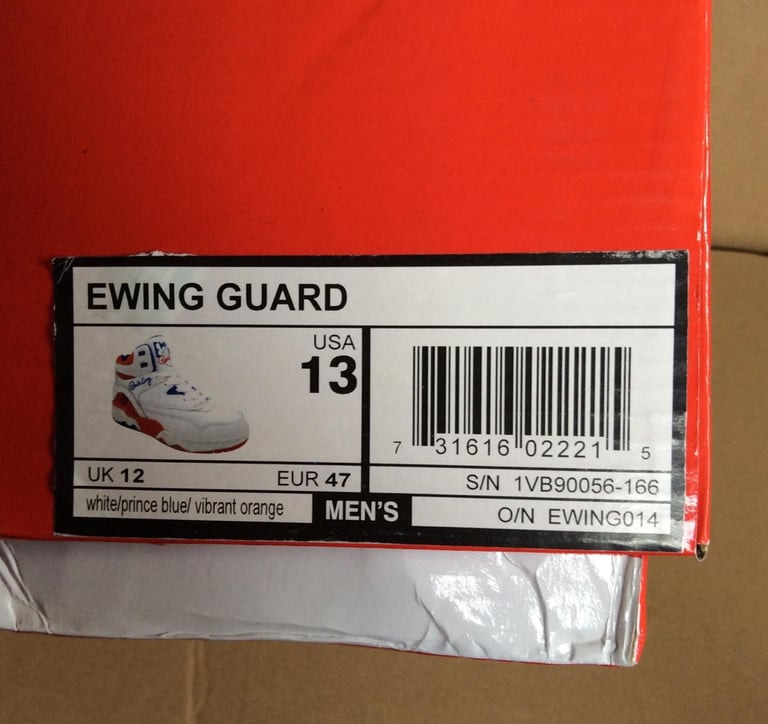 EWING GUARD
USA
13
UK 12
EUR 47
white/prince blue/ vibrant orange
MEN'S
7 31616 02221 5
S/N 1VB90056-166
O/N EWING014